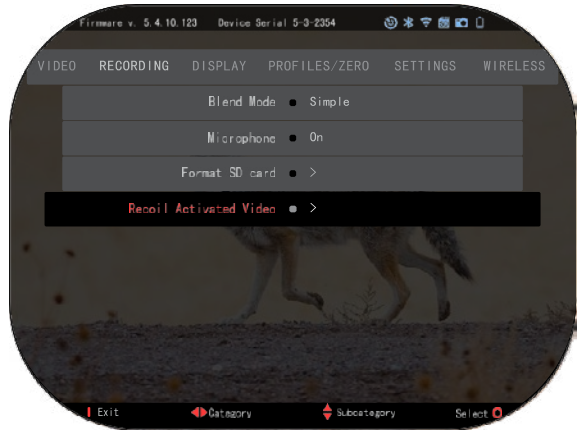 Firmware v. 5.4.10.123 Device Serial 5-3-2354
VIDEO RECORDING DISPLAY PROFILES/ZERO SETTINGS WIRELESS
Blend Mode Simple
Microphone On
Format SD card >
Recoil Activated Video >
Exit Category Subcategory Select